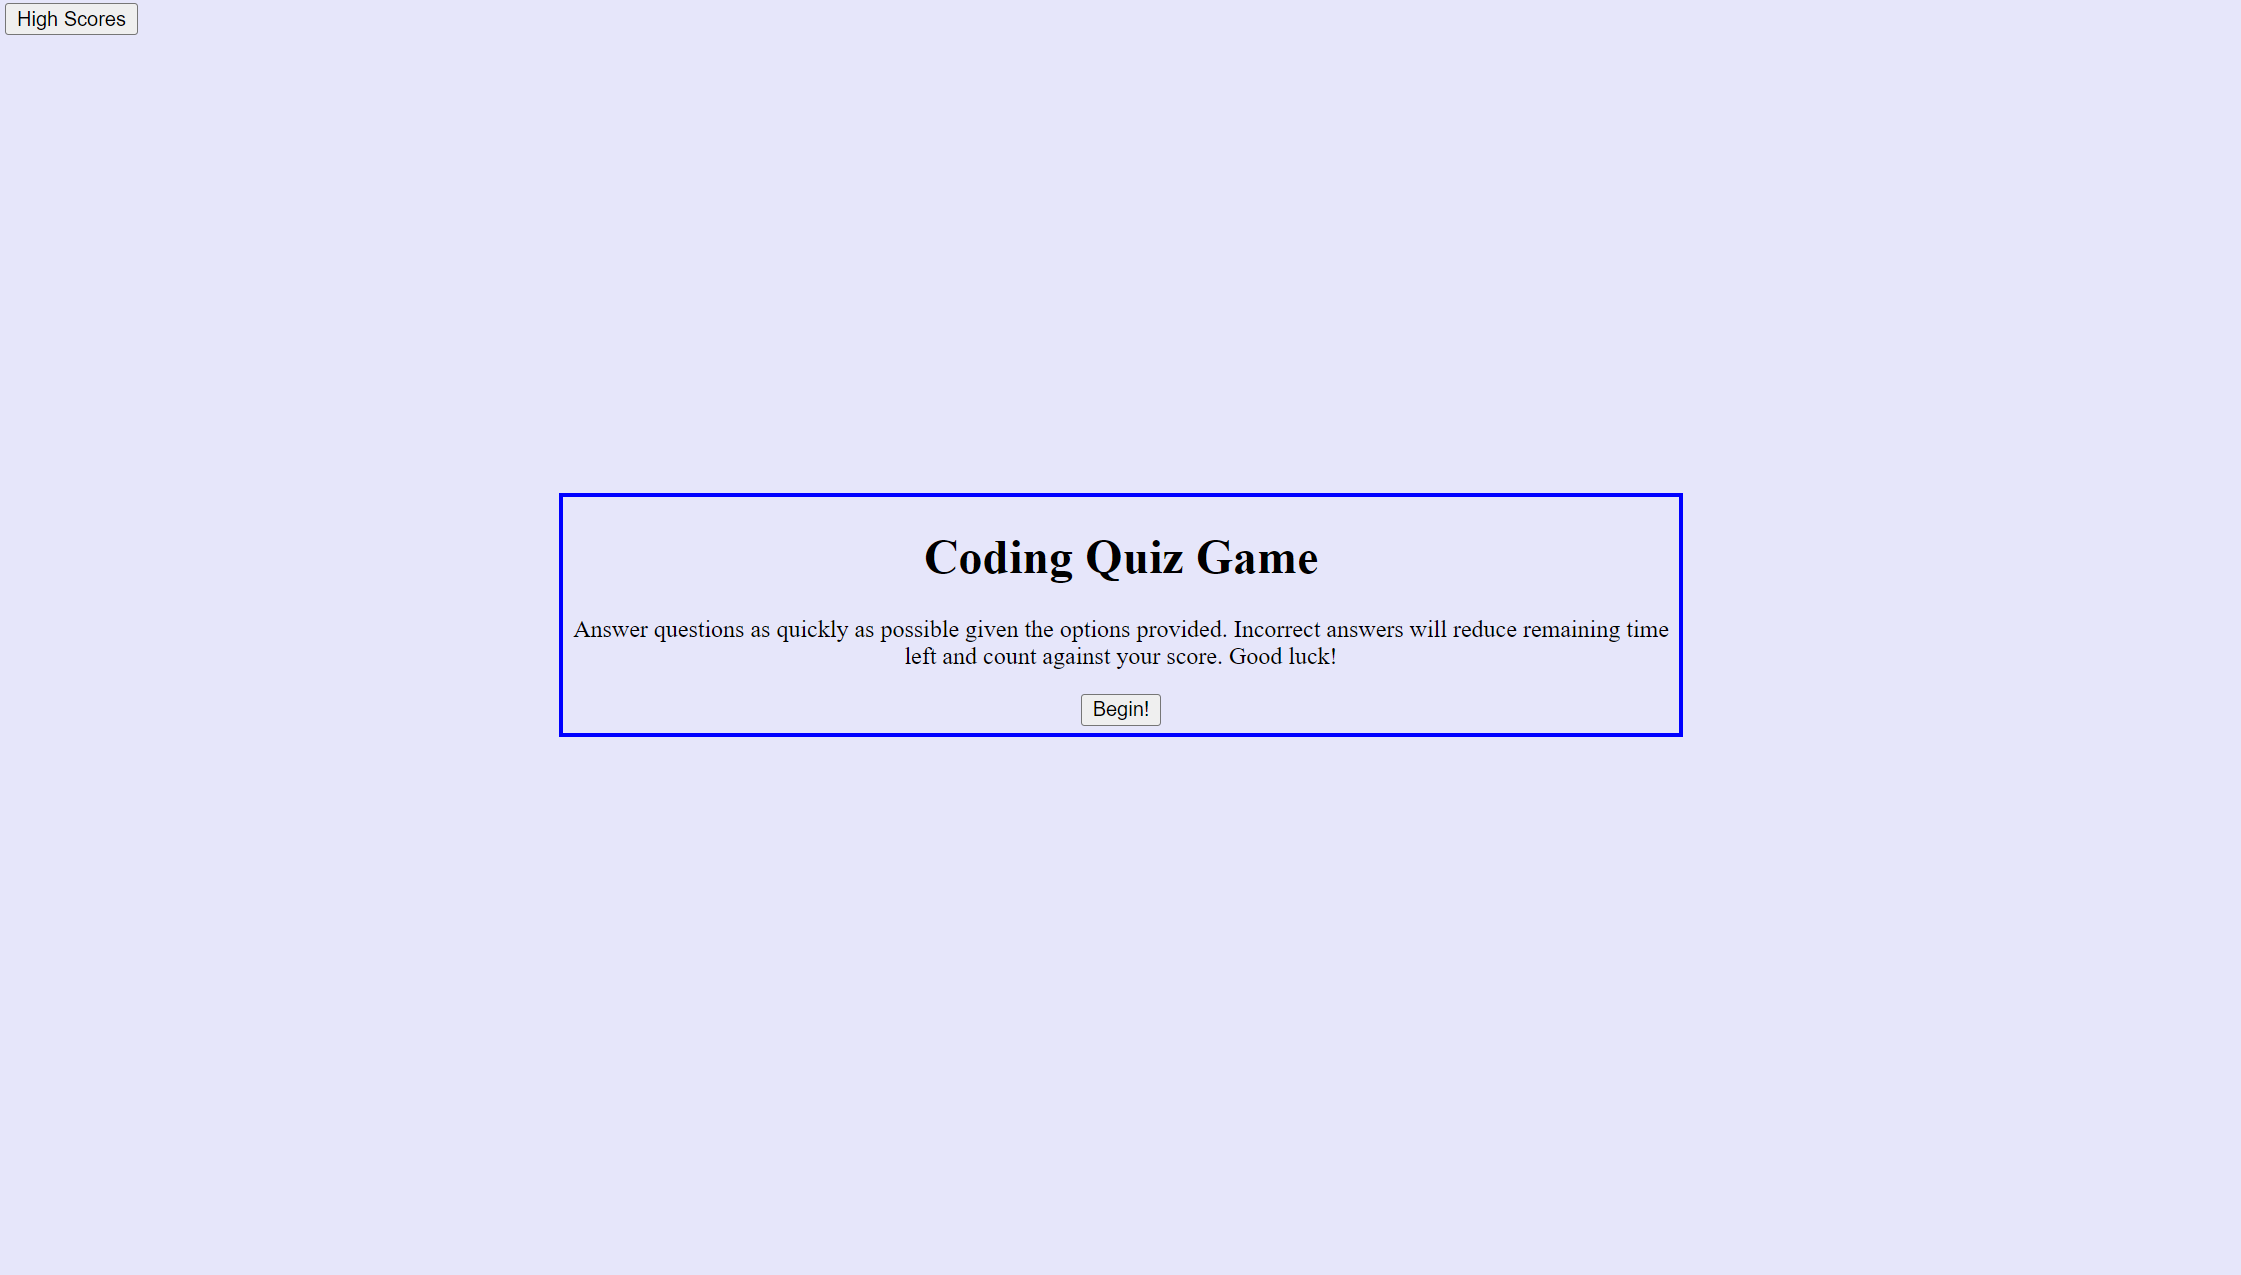 High Scores
Coding Quiz Game
Answer questions as quickly as possible given the options provided. Incorrect answers will reduce remaining time
left and count against your score. Good luck!
Begin!